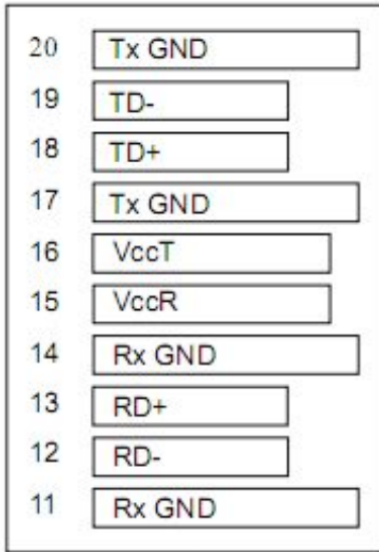 20 Tx GND
19 TD-
18 TD+
17 Tx GND
16 VccT
15 VccR
14 Rx GND
13 RD+
12 RD-
11 Rx GND